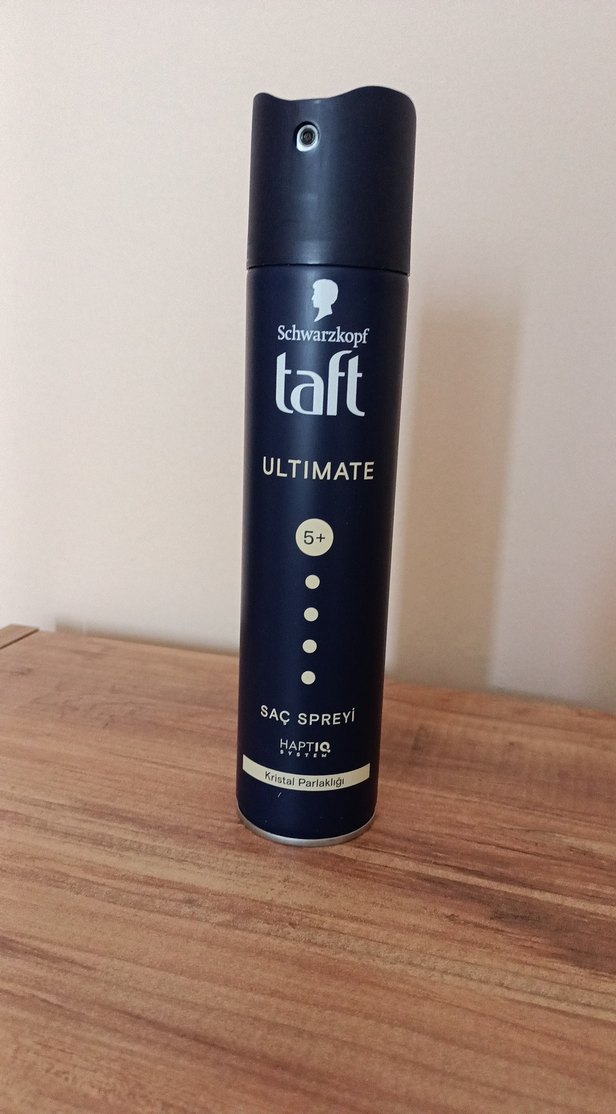 Schwarzkopf
taft
ULTIMATE
5+
SAÇ SPREYİ
HAPTIQ
SYSTEM
Kristal Parlaklığı